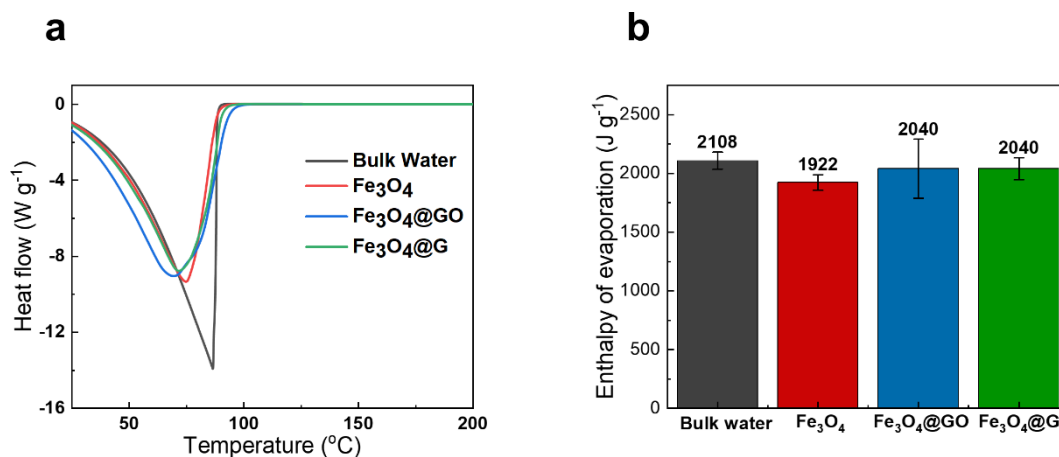 a
b
0
-4
-8
-12
-16
Heat flow (W g⁻¹)
50
100
150
200
Temperature (°C)
Bulk Water
Fe₃O₄
Fe₃O₄@GO
Fe₃O₄@G
2500
2000
1500
1000
500
0
Enthalpy of evaporation (J g⁻¹)
2108
1922
2040
2040
Bulk water
Fe₃O₄
Fe₃O₄@GO
Fe₃O₄@G